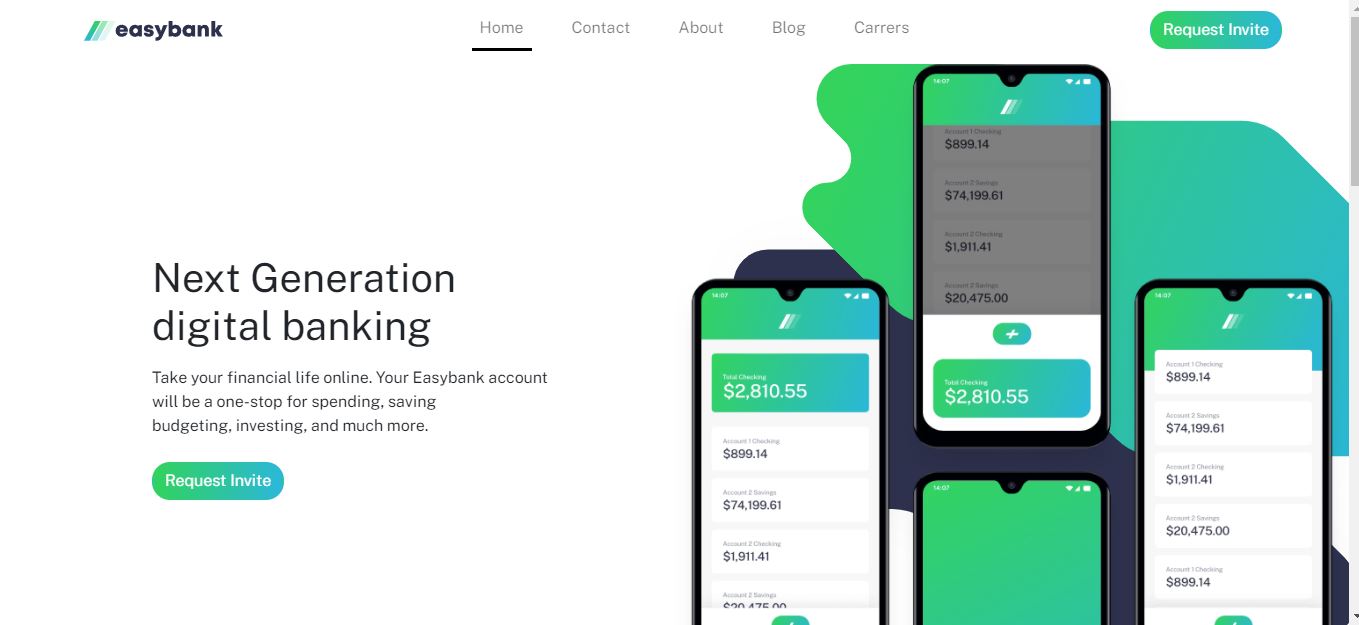 easybank
Home
Contact
About
Blog
Carrers
Request Invite
Next Generation
digital banking
Take your financial life online. Your Easybank account
will be a one-stop for spending, saving
budgeting, investing, and much more.
Request Invite
14:07
Account 1 Checking
$899.14
Account 2 Savings
$74,199.61
Account 2 Checking
$1,911.41
Account 2 Savings
$20,475.00
Total Checking
$2,810.55
14:07
Total Checking
$2,810.55
Account 1 Checking
$899.14
Account 2 Savings
$74,199.61
Account 2 Checking
$1,911.41
Account 2 Savings
$20,475.00
14:07
14:07
Account 1 Checking
$899.14
Account 2 Savings
$74,199.61
Account 2 Checking
$1,911.41
Account 2 Savings
$20,475.00
Account 1 Checking
$899.14